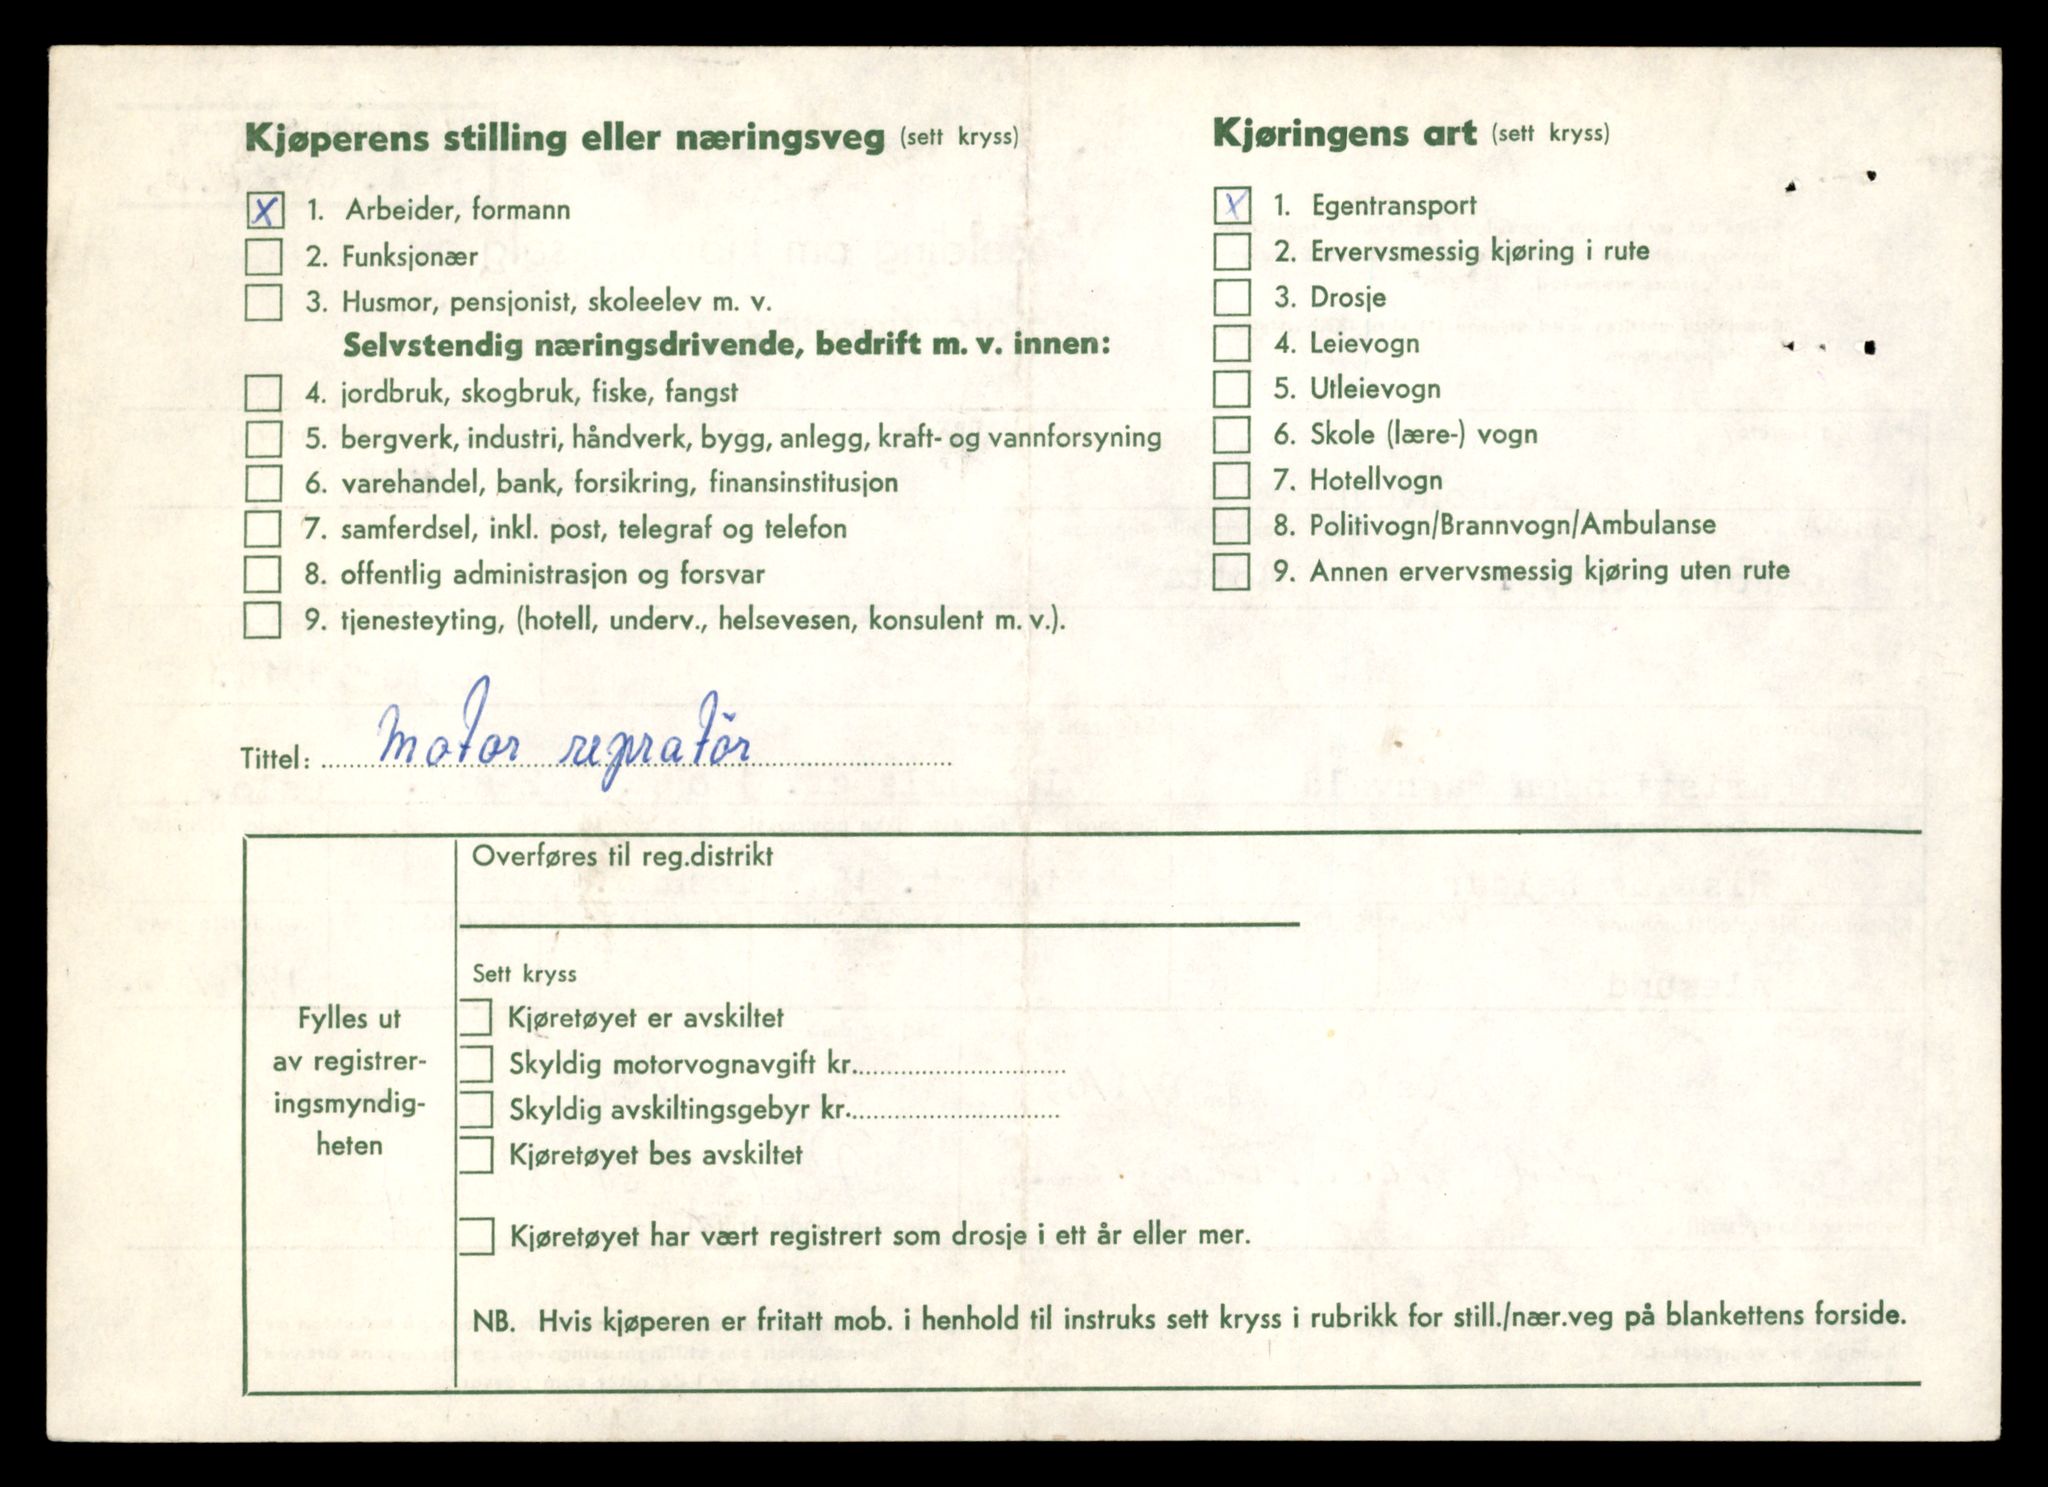 Kjøperens stilling eller næringsveg (sett kryss)
X 1. Arbeider, formann
2. Funksjonær
3. Husmor, pensjonist, skoleelev m. v.
Selvstendig næringsdrivende, bedrift m. v. innen:
4. jordbruk, skogbruk, fiske, fangst
5. bergverk, industri, håndverk, bygg, anlegg, kraft- og vannforsyning
6. varehandel, bank, forsikring, finansinstitusjon
7. samferdsel, inkl. post, telegraf og telefon
8. offentlig administrasjon og forsvar
9. tjenesteyting, (hotell, underv., helsevesen, konsulent m. v.).
Kjøringens art (sett kryss)
X 1. Egentransport
2. Ervervsmessig kjøring i rute
3. Drosje
4. Leievogn
5. Utleievogn
6. Skole (lære-) vogn
7. Hotellvogn
8. Politivogn/Brannvogn/Ambulanse
9. Annen ervervsmessig kjøring uten rute
Tittel: Motor repratör
Fylles ut
av registrer-
ingsmyndig-
heten
Overføres til reg.distrikt
Sett kryss
Kjøretøyet er avskiltet
Skyldig motorvognavgift kr.
Skyldig avskiltingsgebyr kr.
Kjøretøyet bes avskiltet
Kjøretøyet har vært registrert som drosje i ett år eller mer.
NB. Hvis kjøperen er fritatt mob. i henhold til instruks sett kryss i rubrikk for still./nær.veg på blankettens forside.